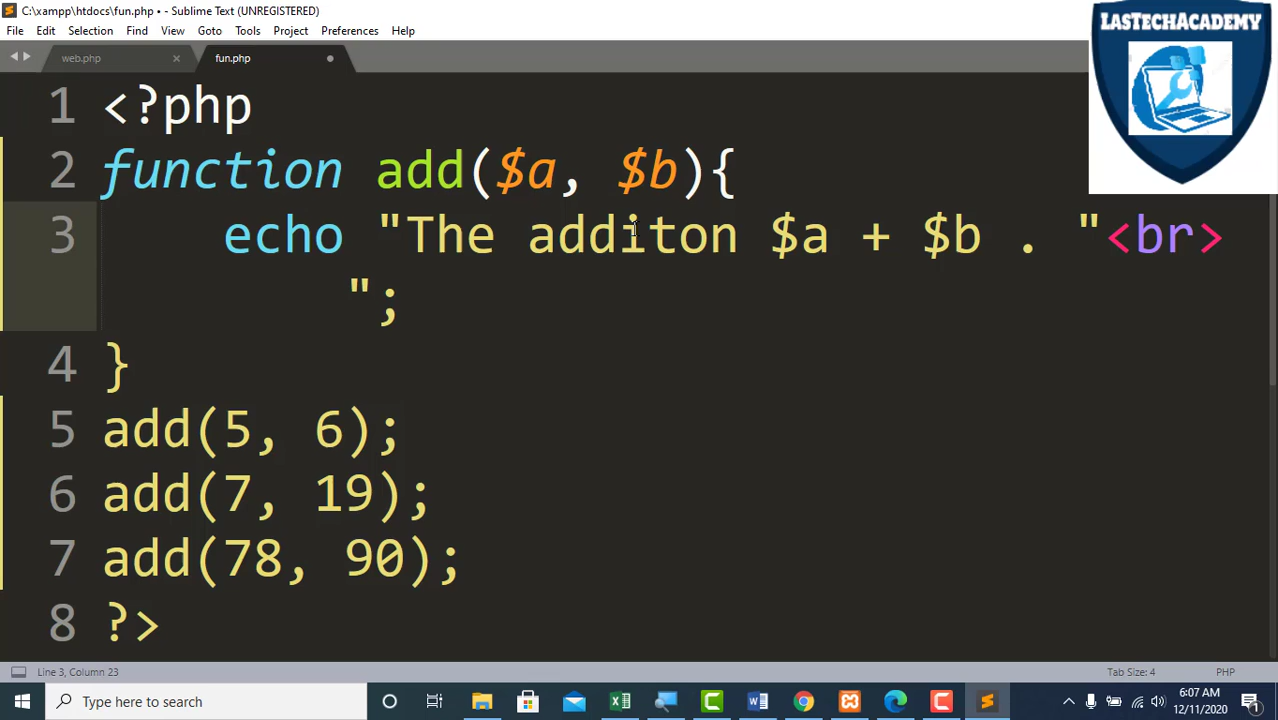 C:\xampp\htdocs\fun.php • - Sublime Text (UNREGISTERED)
File Edit Selection Find View Goto Tools Project Preferences Help
LasTechAcademy
web.php × fun.php
1 <?php
2 function add($a, $b){
3 echo "The additon $a + $b . "<br>
";
4 }
5 add(5, 6);
6 add(7, 19);
7 add(78, 90);
8 ?>
Line 3, Column 23 Tab Size: 4 PHP
Type here to search
6:07 AM
12/11/2020
1